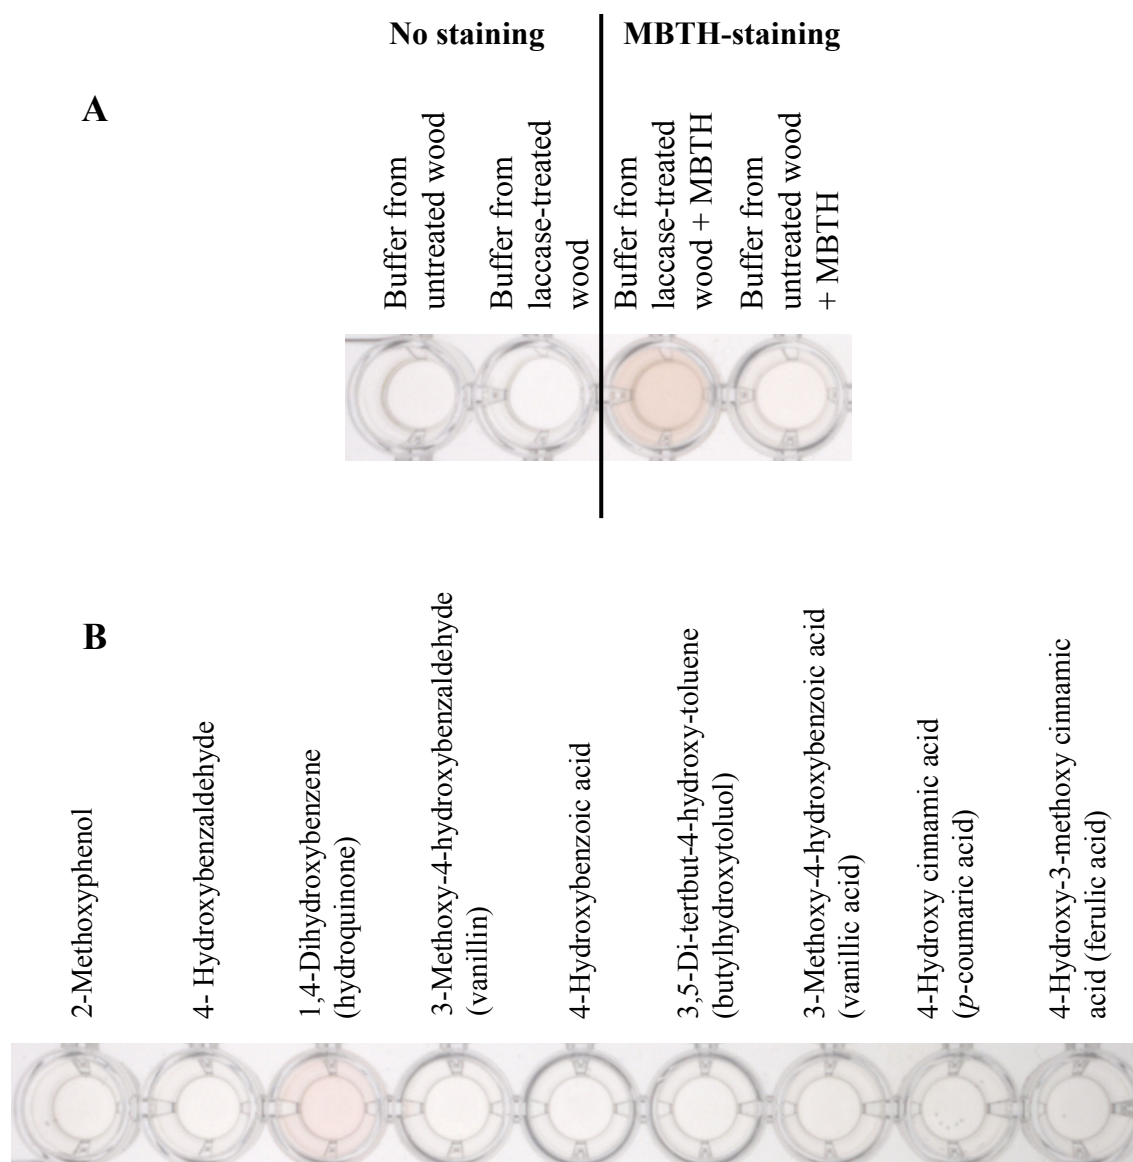 No staining
MBTH-staining
A
Buffer from
untreated wood
Buffer from
laccase-treated
wood
Buffer from
laccase-treated
wood + MBTH
Buffer from
untreated wood
+ MBTH
B
2-Methoxyphenol
4- Hydroxybenzaldehyde
1,4-Dihydroxybenzene
(hydroquinone)
3-Methoxy-4-hydroxybenzaldehyde
(vanillin)
4-Hydroxybenzoic acid
3,5-Di-tertbut-4-hydroxy-toluene
(butylhydroxytoluol)
3-Methoxy-4-hydroxybenzoic acid
(vanillic acid)
4-Hydroxy cinnamic acid
(p-coumaric acid)
4-Hydroxy-3-methoxy cinnamic
acid (ferulic acid)